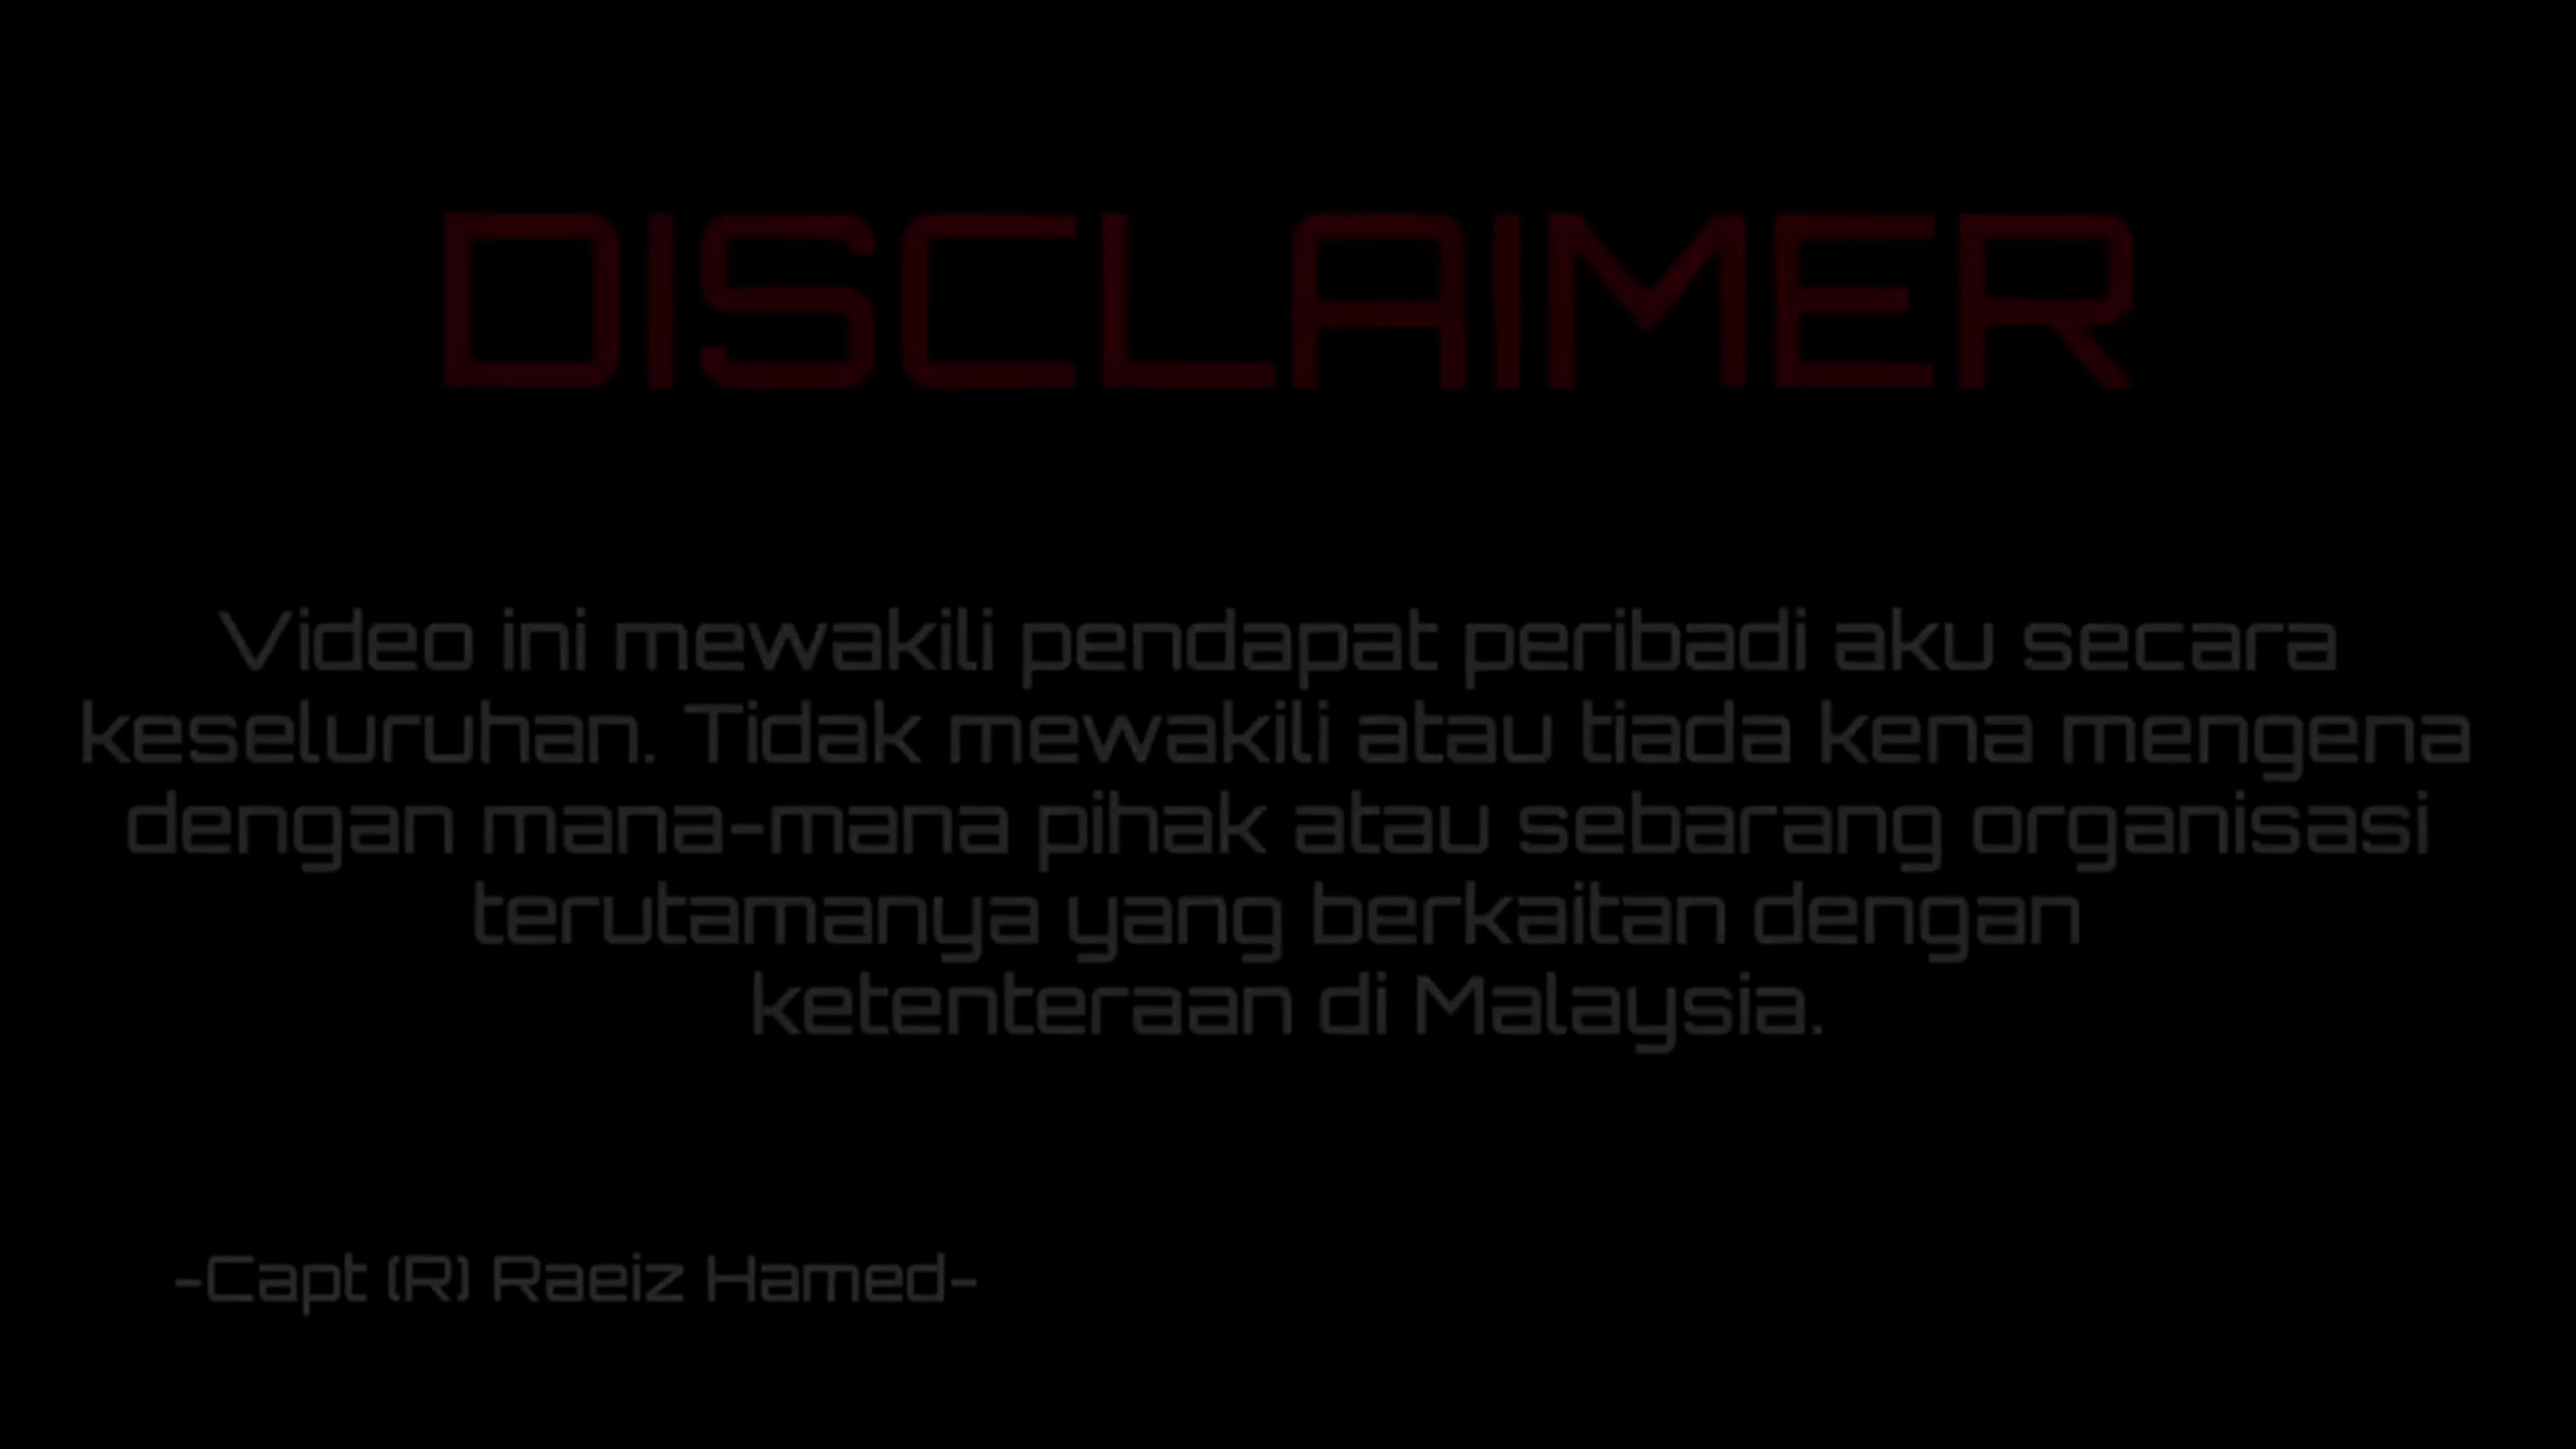 DISCLAIMER
Video ini mewakili pendapat peribadi aku secara
keseluruhan. Tidak mewakili atau tiada kena mengena
dengan mana-mana pihak atau sebarang organisasi
terutamanya yang berkaitan dengan
ketenteraan di Malaysia.
-Capt (R) Raeiz Hamed-